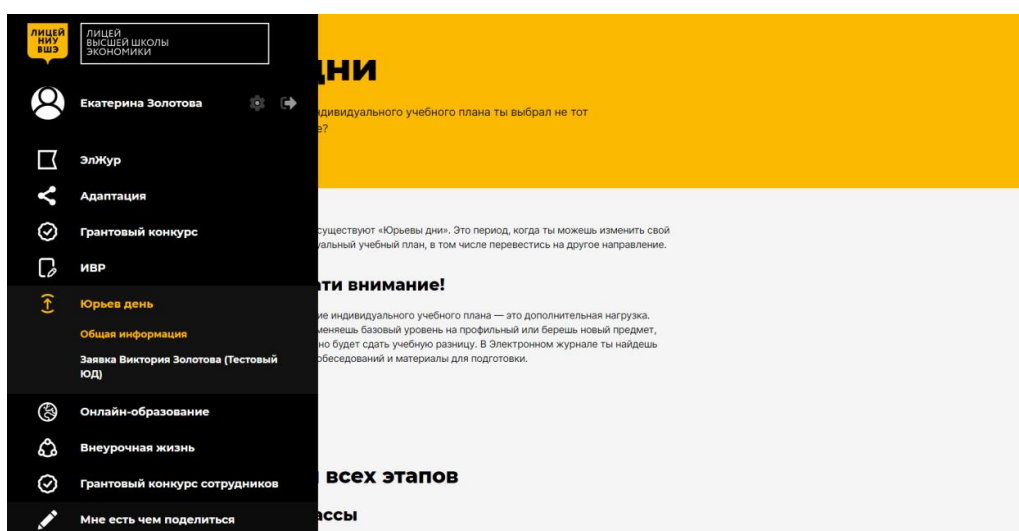 ЛИЦЕЙ
НИУ
ВШЭ
ЛИЦЕЙ
ВЫСШЕЙ ШКОЛЫ
ЭКОНОМИКИ
Екатерина Золотова
ЭлЖур
Адаптация
Грантовый конкурс
ИВР
Юрьев день
Общая информация
Заявка Виктория Золотова (Тестовый
ЮД)
Онлайн-образование
Внеурочная жизнь
Грантовый конкурс сотрудников
Мне есть чем поделиться
дни
ндивидуального учебного плана ты выбрал не тот
е?
существуют «Юрьевы дни». Это период, когда ты можешь изменить свой
уальный учебный план, в том числе перевестись на другое направление.
ти внимание!
ие индивидуального учебного плана — это дополнительная нагрузка.
меняешь базовый уровень на профильный или берешь новый предмет,
но будет сдать учебную разницу. В Электронном журнале ты найдешь
обеседований и материалы для подготовки.
всех этапов
ассы